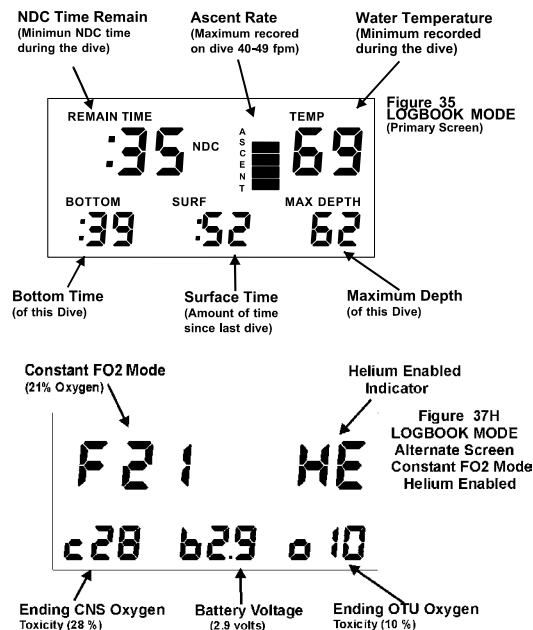 NDC Time Remain
(Minimun NDC time
during the dive)
Ascent Rate
(Maximum recored
on dive 40-49 fpm)
Water Temperature
(Minimum recorded
during the dive)
Figure 35
LOGBOOK MODE
(Primary Screen)
REMAIN TIME
:35 NDC
ASCENT
TEMP
69
BOTTOM
:39
SURF
:52
MAX DEPTH
62
Bottom Time
(of this Dive)
Surface Time
(Amount of time
since last dive)
Maximum Depth
(of this Dive)
Constant FO2 Mode
(21% Oxygen)
Helium Enabled
Indicator
Figure 37H
LOGBOOK MODE
Alternate Screen
Constant FO2 Mode
Helium Enabled
F21 HE
c28 b2.9 o10
Ending CNS Oxygen
Toxicity (28 %)
Battery Voltage
(2.9 volts)
Ending OTU Oxygen
Toxicity (10 %)